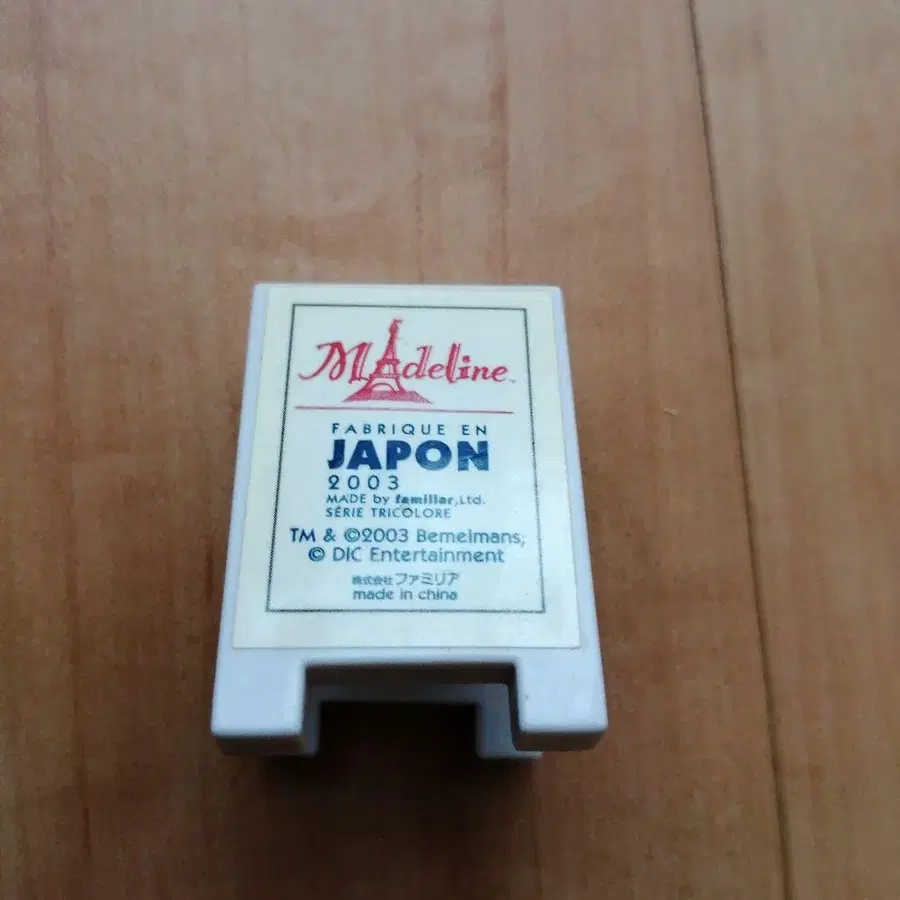 Madeline™
FABRIQUE EN
JAPON
2003
MADE by familiar, Ltd.
SÉRIE TRICOLORE
TM & ©2003 Bemelmans;
© DIC Entertainment
株式会社 ファミリア
made in china